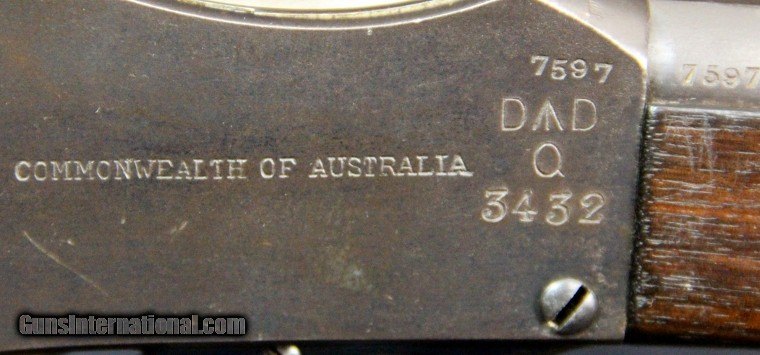 7597 7597
D↑D
COMMONWEALTH OF AUSTRALIA Q
3432
GunsInternational.com